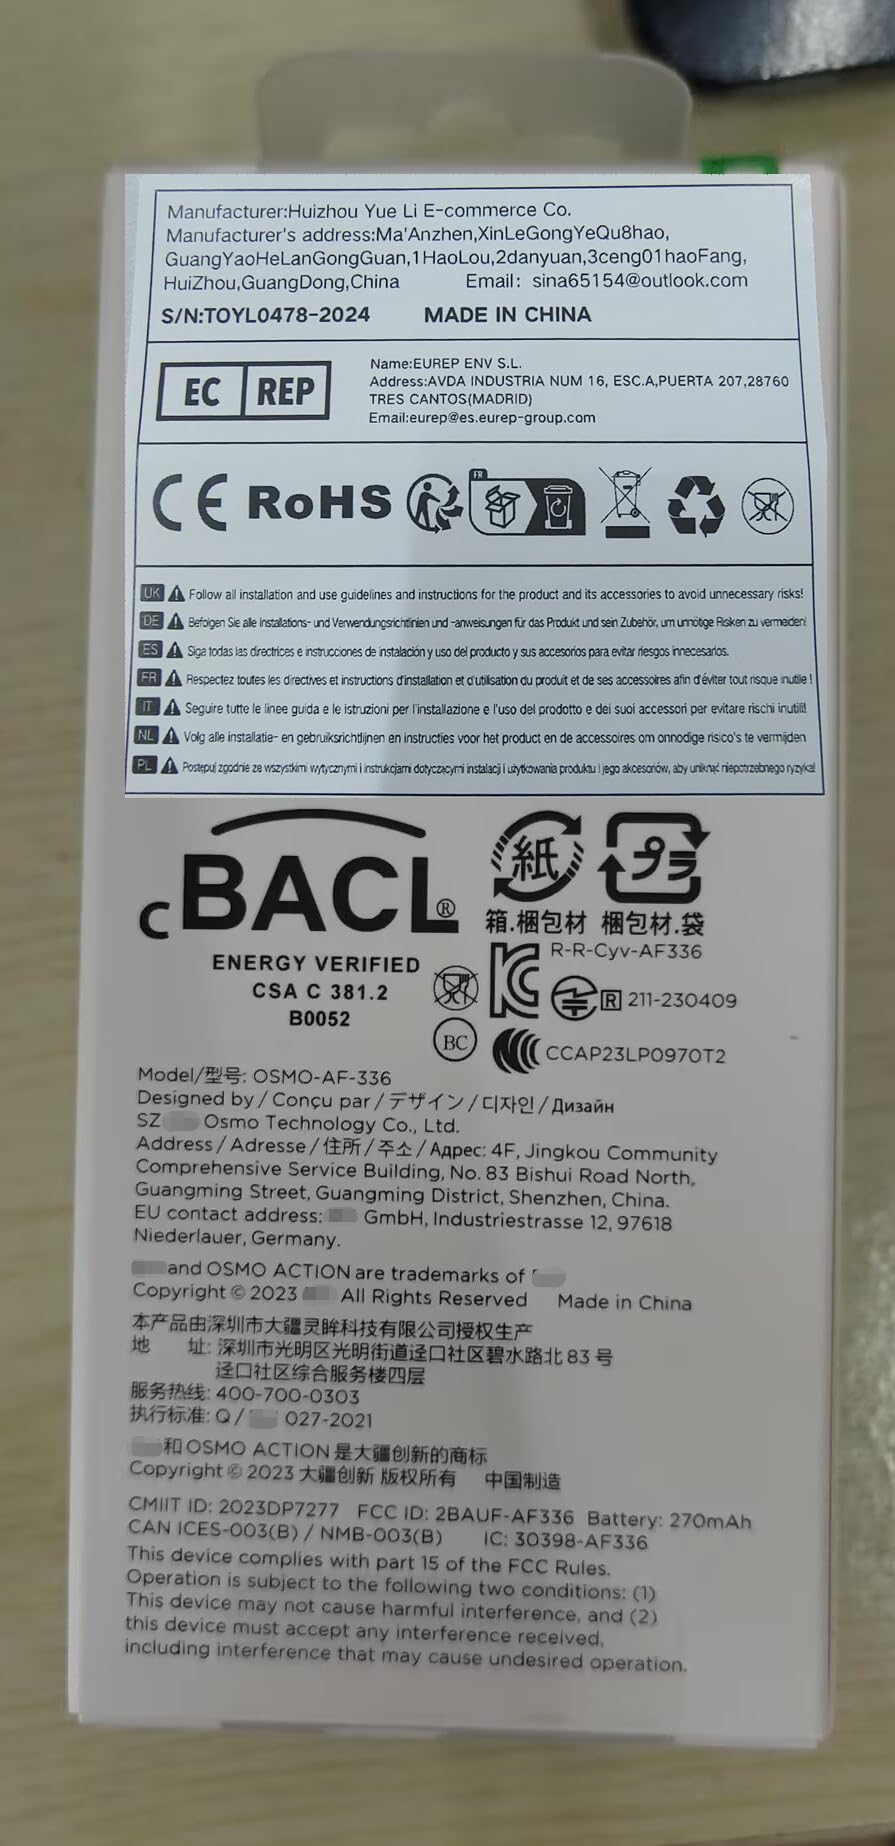 Manufacturer:Huizhou Yue Li E-commerce Co.
Manufacturer's address:Ma'Anzhen,XinLeGongYeQu8hao,
GuangYaoHeLanGongGuan,1HaoLou,2danyuan,3ceng01haoFang,
HuiZhou,GuangDong,China Email: sina65154@outlook.com
S/N:TOYL0478-2024 MADE IN CHINA
EC REP
Name:EUREP ENV S.L.
Address:AVDA INDUSTRIA NUM 16, ESC.A,PUERTA 207,28760
TRES CANTOS(MADRID)
Email:eurep@es.eurep-group.com
CE RoHS FR
UK Follow all installation and use guidelines and instructions for the product and its accessories to avoid unnecessary risks!
DE Befolgen Sie alle Installations- und Verwendungsrichtlinien und -anweisungen für das Produkt und sein Zubehör, um unnötige Risiken zu vermeiden!
ES Siga todas las directrices e instrucciones de instalación y uso del producto y sus accesorios para evitar riesgos innecesarios.
FR Respectez toutes les directives et instructions d'installation et d'utilisation du produit et de ses accessoires afin d'éviter tout risque inutile !
IT Seguire tutte le linee guida e le istruzioni per l'installazione e l'uso del prodotto e dei suoi accessori per evitare rischi inutili!
NL Volg alle installatie- en gebruiksrichtlijnen en instructies voor het product en de accessoires om onnodige risico's te vermijden
PL Postępuj zgodnie ze wszystkimi wytycznymi i instrukcjami dotyczącymi instalacji i użytkowania produktu i jego akcesoriów, aby uniknąć niepotrzebnego ryzyka!
c BACL®
ENERGY VERIFIED
CSA C 381.2
B0052
紙 プラ
箱.梱包材 梱包材.袋
R-R-Cyv-AF336
R 211-230409
BC CCAP23LP0970T2
Model/型号: OSMO-AF-336
Designed by / Conçu par / デザイン / 디자인 / Дизайн
SZ Osmo Technology Co., Ltd.
Address / Adresse / 住所 / 주소 / Адрес: 4F, Jingkou Community
Comprehensive Service Building, No. 83 Bishui Road North,
Guangming Street, Guangming District, Shenzhen, China.
EU contact address: GmbH, Industriestrasse 12, 97618
Niederlauer, Germany.
and OSMO ACTION are trademarks of
Copyright © 2023 All Rights Reserved Made in China
本产品由深圳市大疆灵眸科技有限公司授权生产
地 址: 深圳市光明区光明街道迳口社区碧水路北 83 号
迳口社区综合服务楼四层
服务热线: 400-700-0303
执行标准: Q / 027-2021
和 OSMO ACTION 是大疆创新的商标
Copyright © 2023 大疆创新 版权所有 中国制造
CMIIT ID: 2023DP7277 FCC ID: 2BAUF-AF336 Battery: 270mAh
CAN ICES-003(B) / NMB-003(B) IC: 30398-AF336
This device complies with part 15 of the FCC Rules.
Operation is subject to the following two conditions: (1)
This device may not cause harmful interference, and (2)
this device must accept any interference received,
including interference that may cause undesired operation.